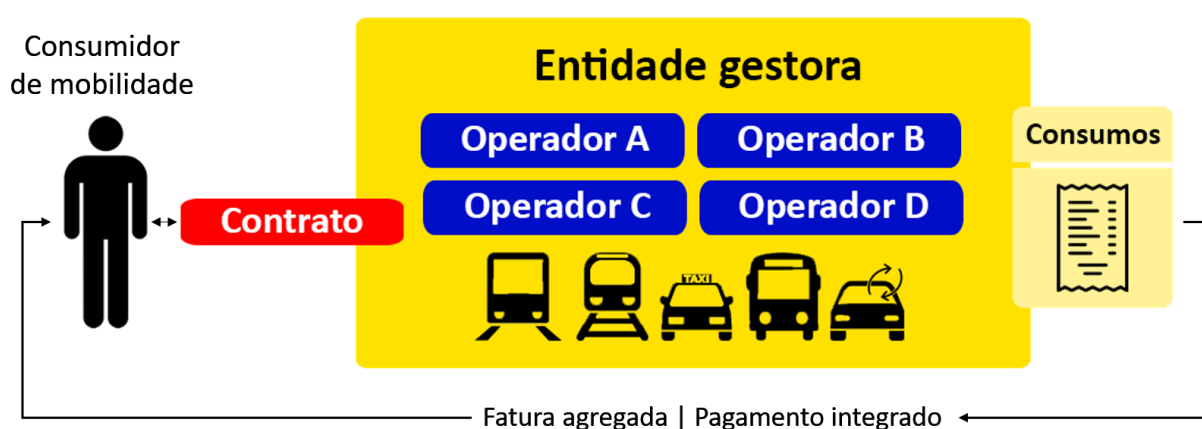 Consumidor
de mobilidade
Entidade gestora
Operador A
Operador B
Consumos
Operador C
Operador D
Contrato
TAXI
Fatura agregada | Pagamento integrado